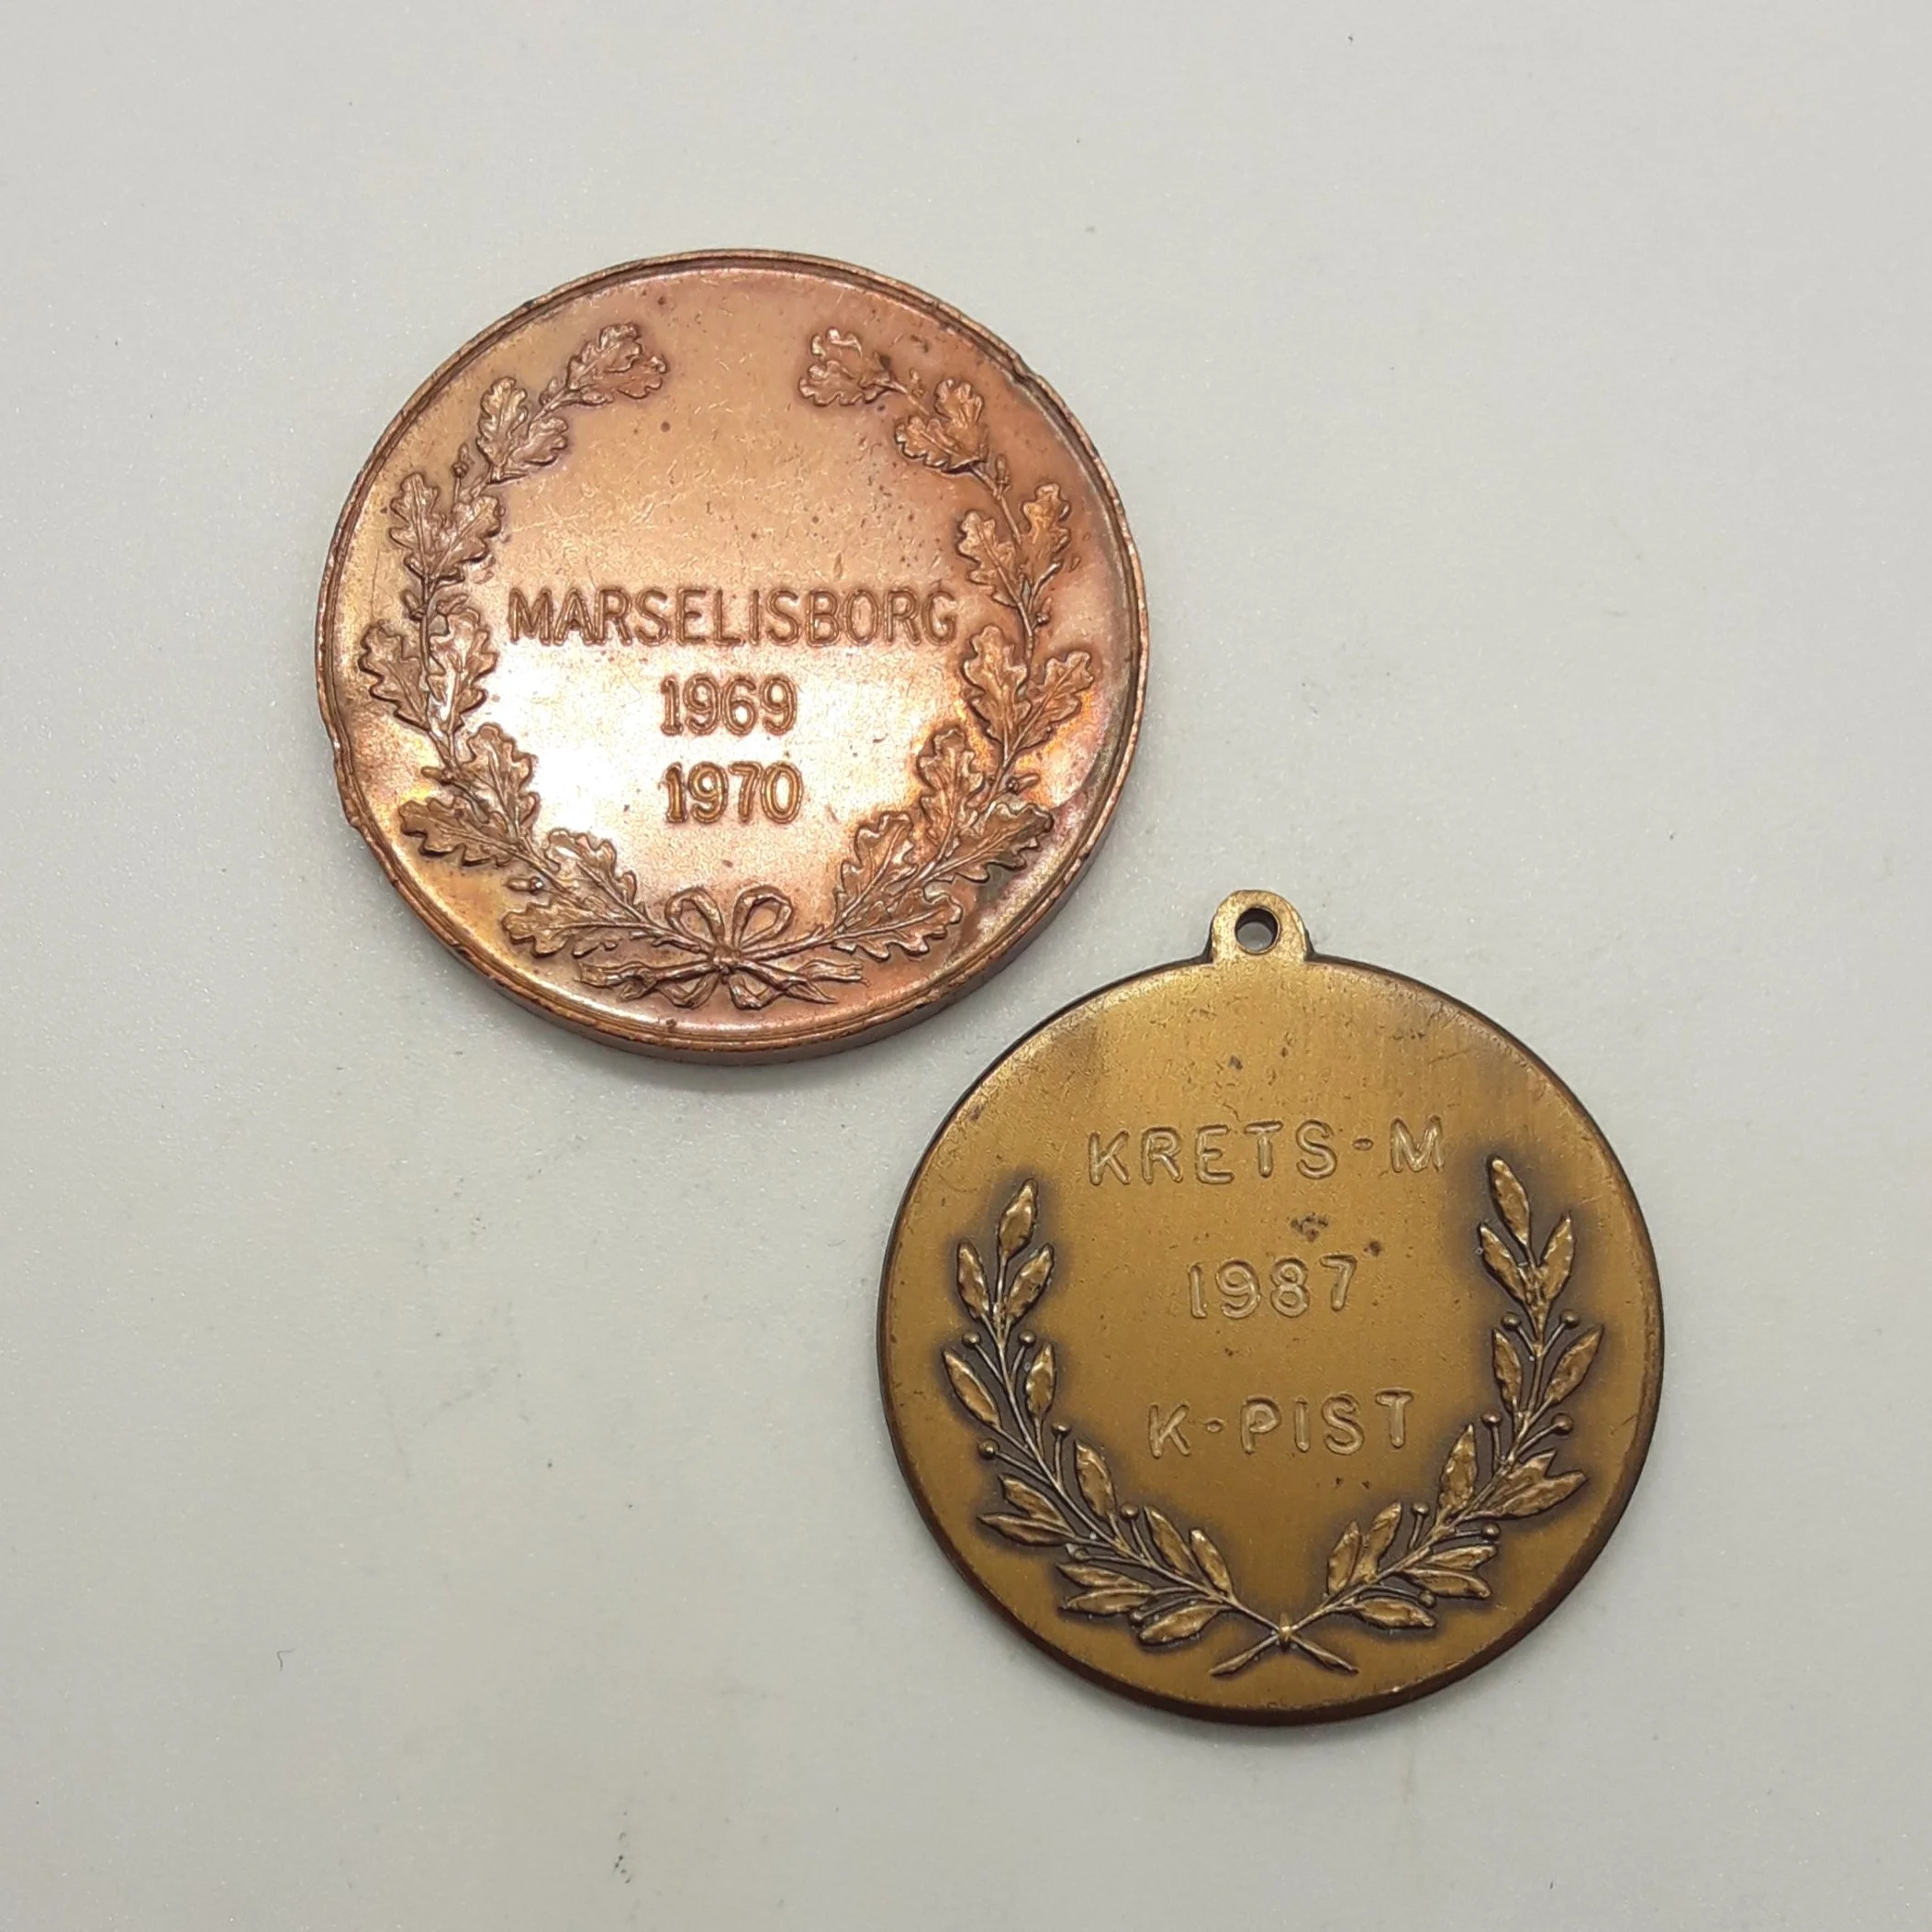 MARSELISBORG
1969
1970
KRETS-M
1987
K-PIST